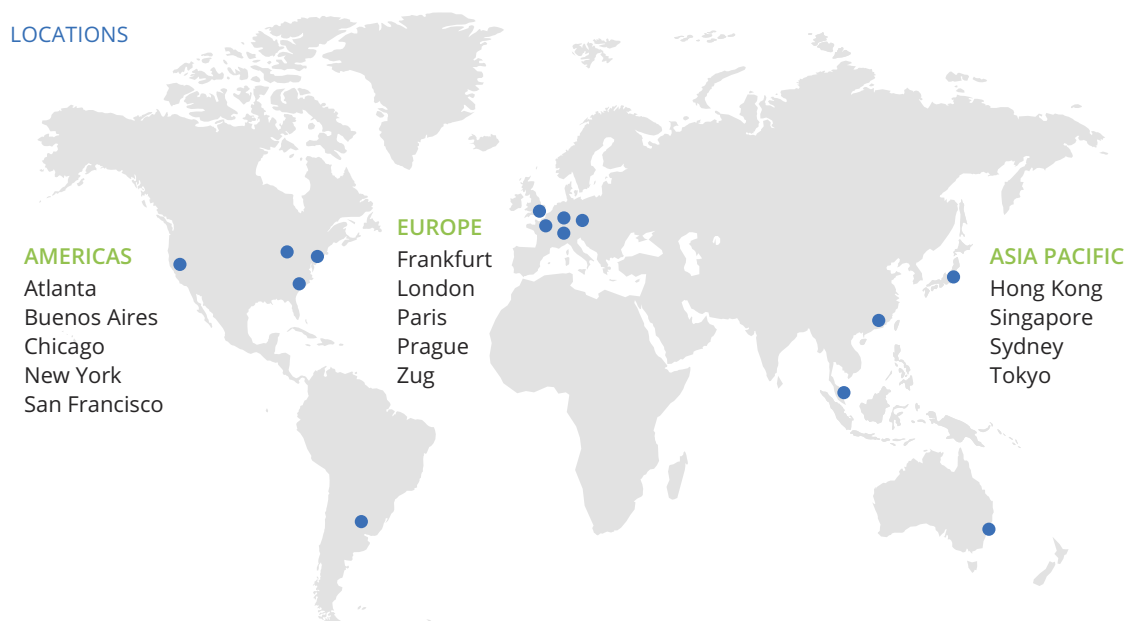 LOCATIONS
AMERICAS
Atlanta
Buenos Aires
Chicago
New York
San Francisco
EUROPE
Frankfurt
London
Paris
Prague
Zug
ASIA PACIFIC
Hong Kong
Singapore
Sydney
Tokyo